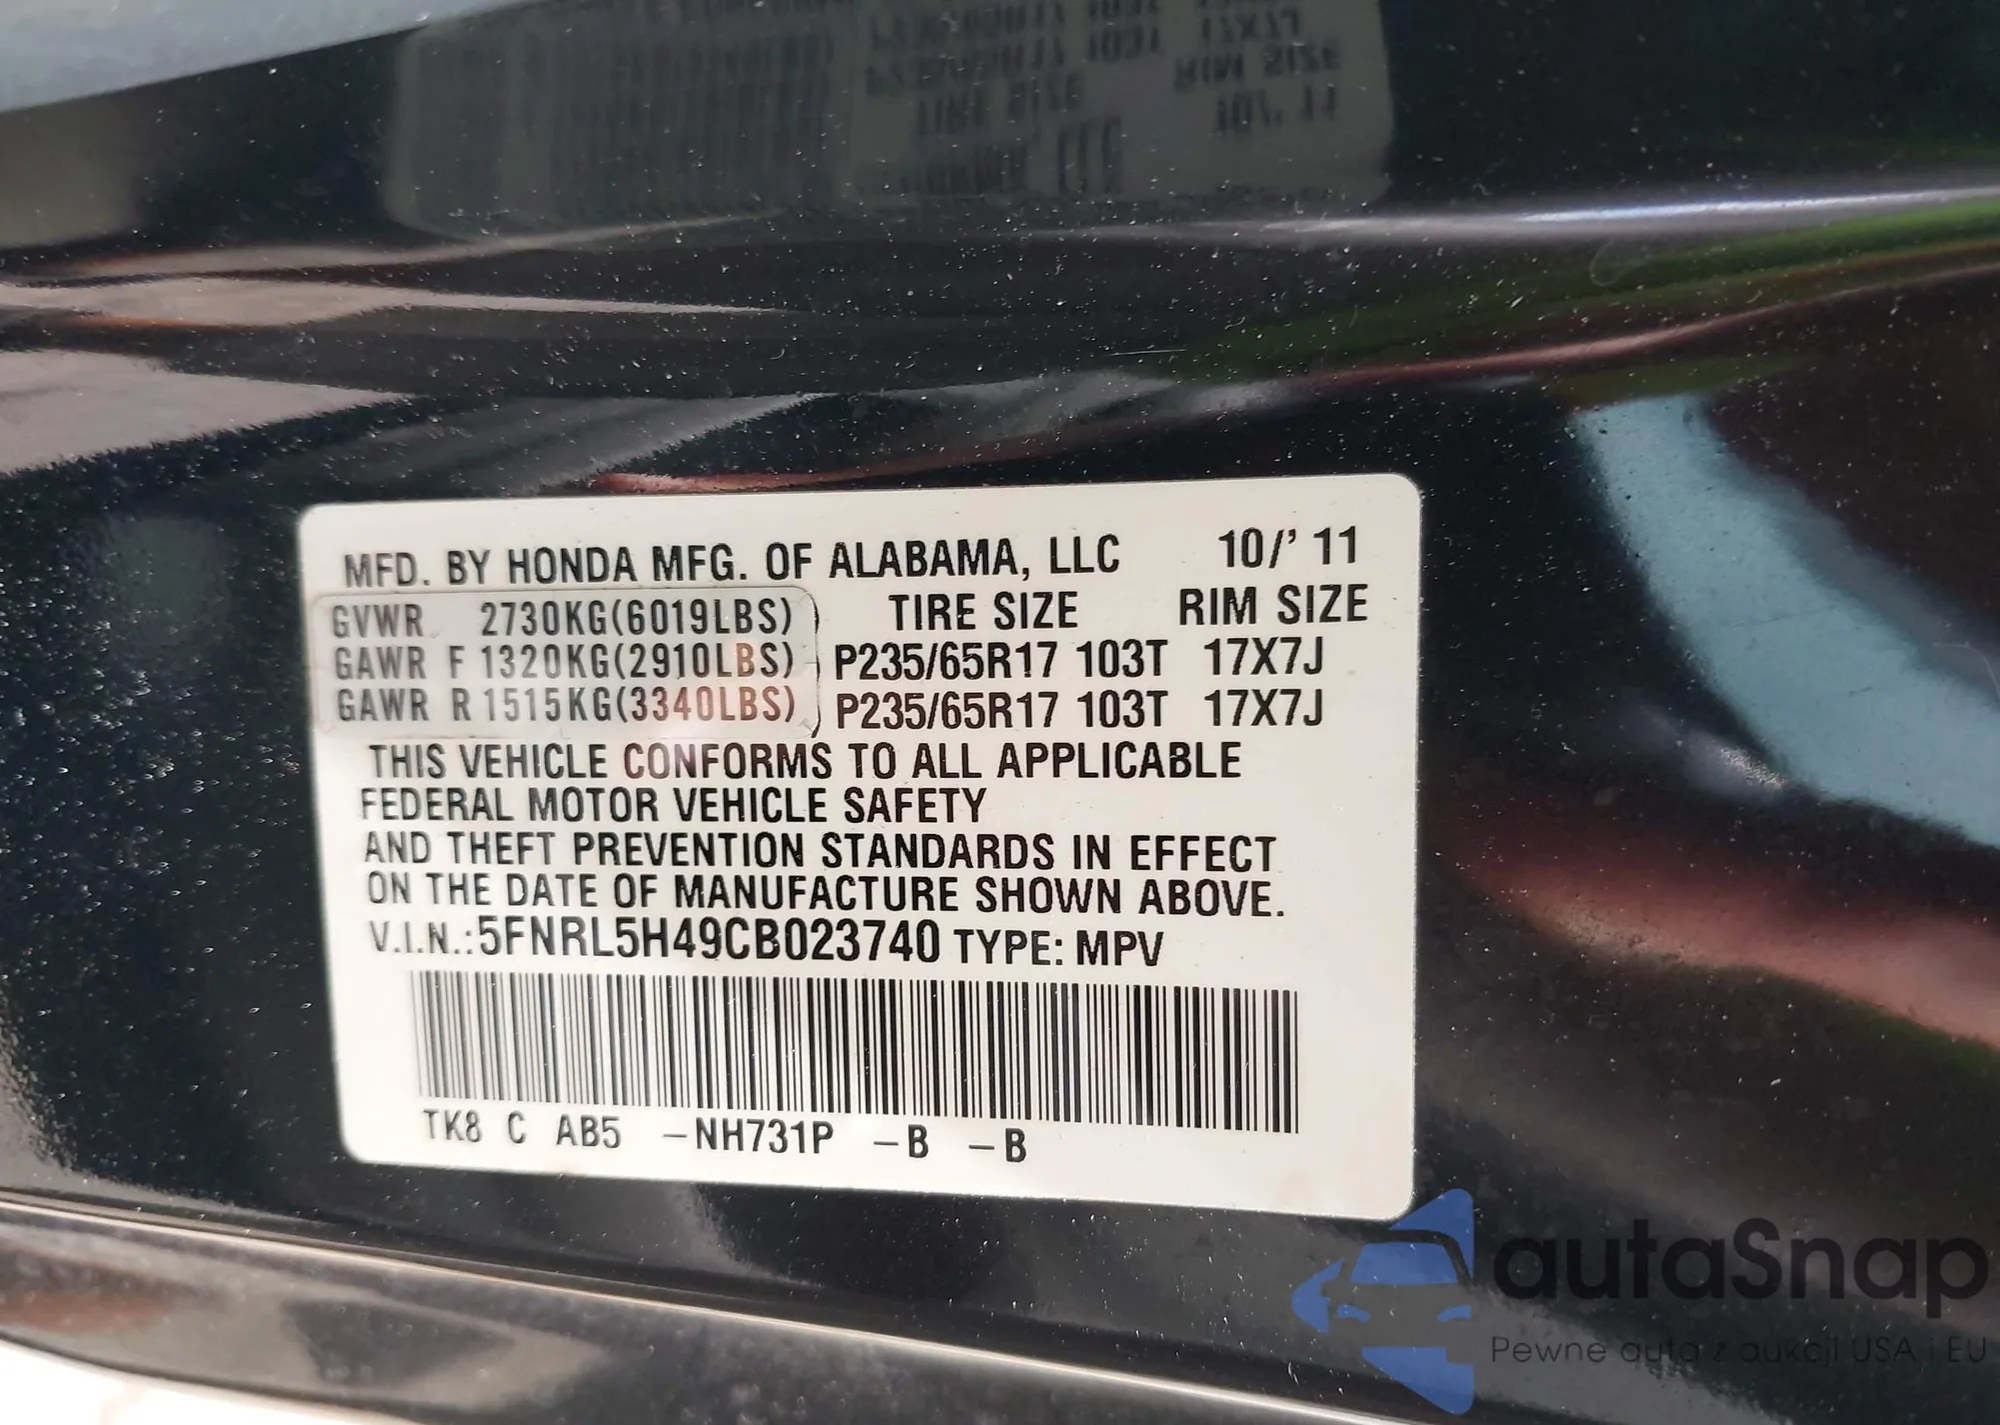 MFD. BY HONDA MFG. OF ALABAMA, LLC 10/' 11
GVWR 2730KG(6019LBS) TIRE SIZE RIM SIZE
GAWR F 1320KG(2910LBS) P235/65R17 103T 17X7J
GAWR R 1515KG(3340LBS) P235/65R17 103T 17X7J
THIS VEHICLE CONFORMS TO ALL APPLICABLE
FEDERAL MOTOR VEHICLE SAFETY
AND THEFT PREVENTION STANDARDS IN EFFECT
ON THE DATE OF MANUFACTURE SHOWN ABOVE.
V.I.N.:5FNRL5H49CB023740 TYPE: MPV
TK8 C AB5 -NH731P -B -B
autaSnap
Pewne auta z aukcji USA i EU